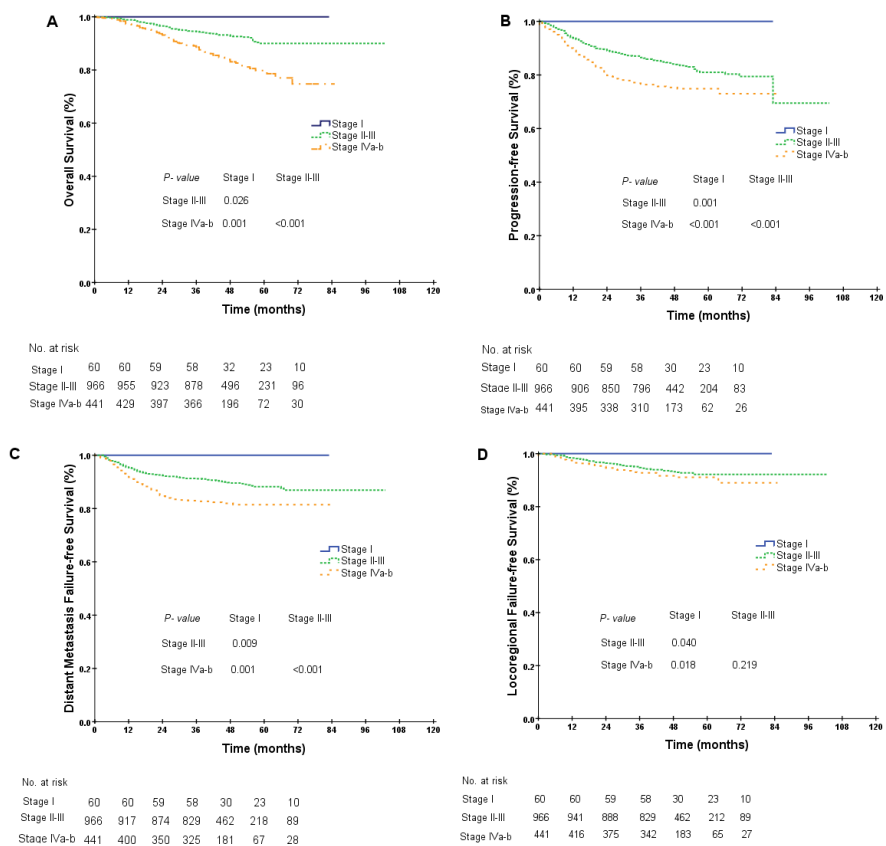 A
Overall Survival (%)
1.0
0.8
0.6
0.4
0.2
0.0
Stage I
Stage II-III
Stage IVa-b
P- value Stage I Stage II-III
Stage II-III 0.026
Stage IVa-b 0.001 <0.001
0 12 24 36 48 60 72 84 96 108 120
Time (months)
No. at risk
Stage I 60 60 59 58 32 23 10
Stage II-III 966 955 923 878 496 231 96
Stage IVa-b 441 429 397 366 196 72 30
B
Progression-free Survival (%)
1.0
0.8
0.6
0.4
0.2
0.0
Stage I
Stage II-III
Stage IVa-b
P- value Stage I Stage II-III
Stage II-III 0.001
Stage IVa-b <0.001 <0.001
0 12 24 36 48 60 72 84 96 108 120
Time (months)
No. at risk
Stage I 60 60 59 58 30 23 10
Stage II-III 966 906 850 796 442 204 83
Stage IVa-b 441 395 338 310 173 62 26
C
Distant Metastasis Failure-free Survival (%)
1.0
0.8
0.6
0.4
0.2
0.0
Stage I
Stage II-III
Stage IVa-b
P- value Stage I Stage II-III
Stage II-III 0.009
Stage IVa-b 0.001 <0.001
0 12 24 36 48 60 72 84 96 108 120
Time (months)
No. at risk
Stage I 60 60 59 58 30 23 10
Stage II-III 966 917 874 829 462 218 89
Stage IVa-b 441 400 350 325 181 67 28
D
Locoregional Failure-free Survival (%)
1.0
0.8
0.6
0.4
0.2
0.0
Stage I
Stage II-III
Stage IVa-b
P- value Stage I Stage II-III
Stage II-III 0.040
Stage IVa-b 0.018 0.219
0 12 24 36 48 60 72 84 96 108 120
Time (months)
No. at risk
Stage I 60 60 59 58 30 23 10
Stage II-III 966 941 888 829 462 212 89
Stage IVa-b 441 416 375 342 183 65 27